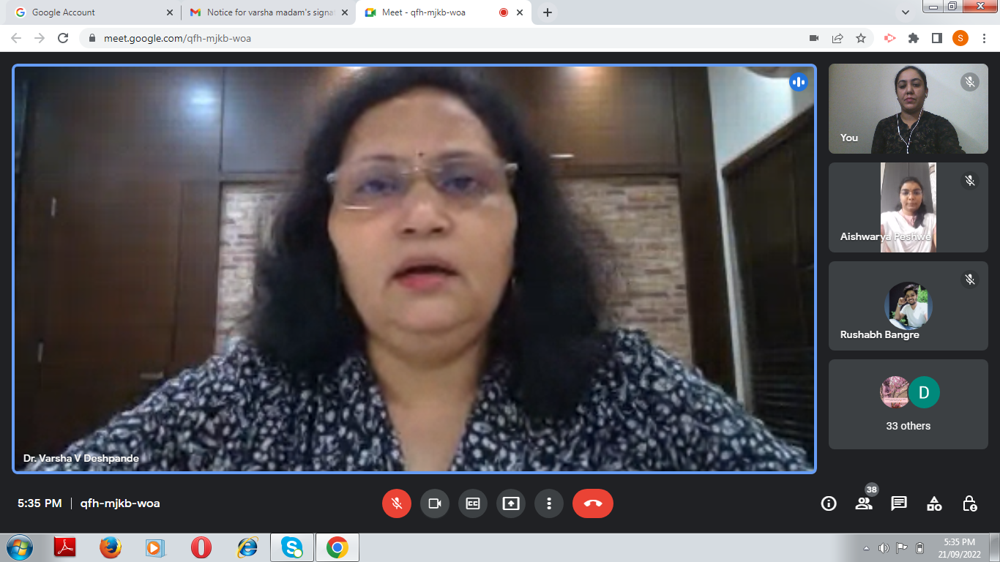 Google Account
Notice for varsha madam's signa
Meet - qfh-mjkb-woa
meet.google.com/qfh-mjkb-woa
S
You
Aishwarya Peshwe
Rushabh Bangre
D
33 others
Dr. Varsha V Deshpande
5:35 PM | qfh-mjkb-woa
CC
38
5:35 PM
21/09/2022